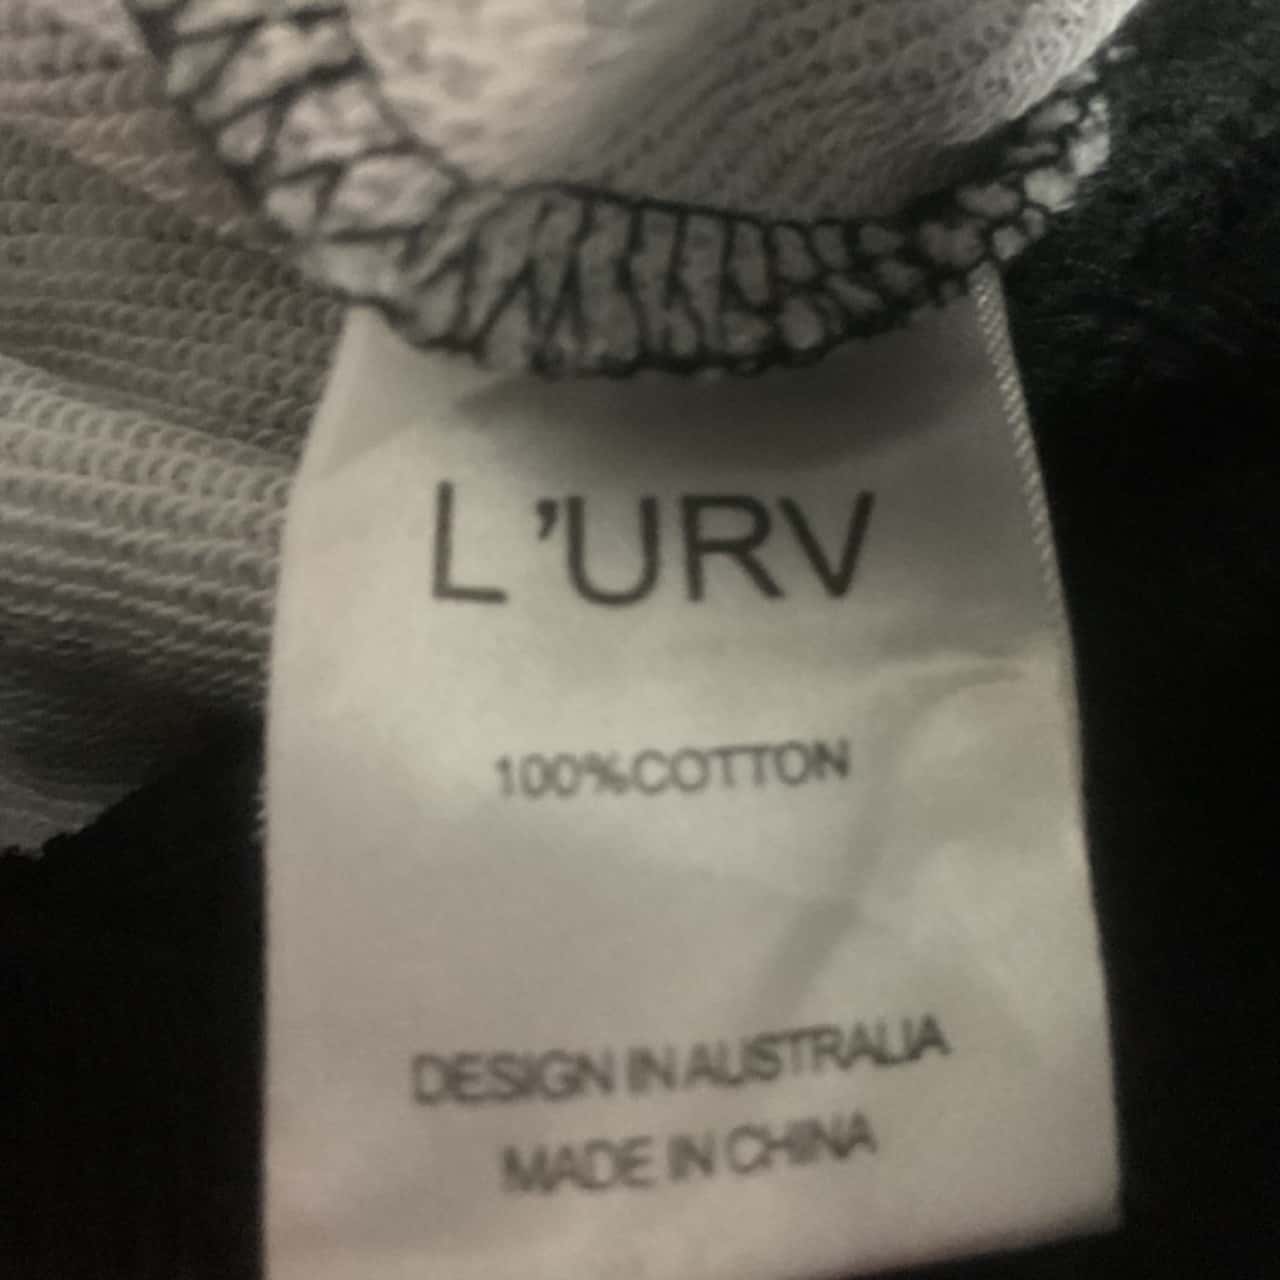 L'URV
100%COTTON
DESIGN IN AUSTRALIA
MADE IN CHINA